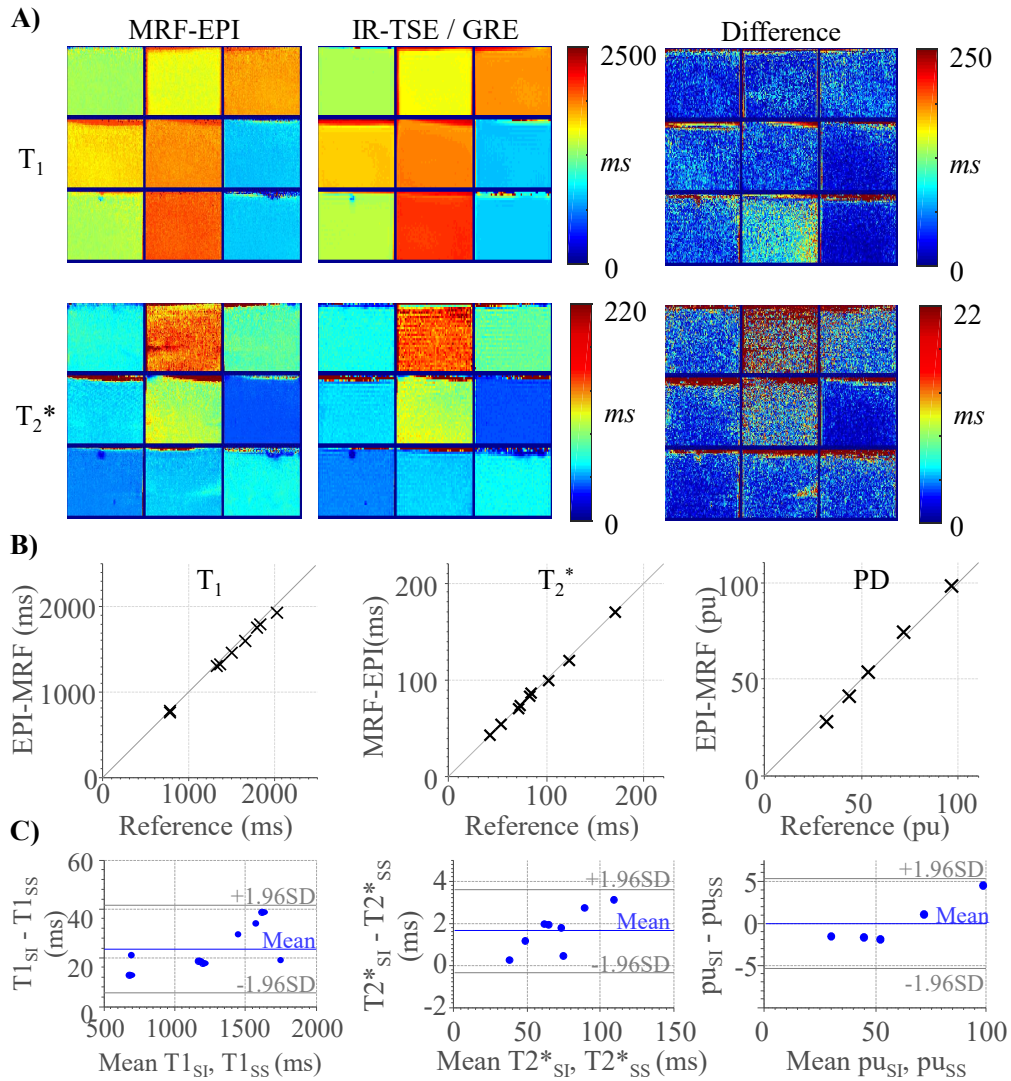 A)
MRF-EPI
IR-TSE / GRE
Difference
T1
2500
ms
0
250
ms
0
T2*
220
ms
0
22
ms
0
B)
T1
EPI-MRF (ms)
2000
1000
0
0
1000
2000
Reference (ms)
T2*
MRF-EPI(ms)
200
100
0
0
100
200
Reference (ms)
PD
EPI-MRF (pu)
100
50
0
0
50
100
Reference (pu)
C)
T1SI - T1SS
(ms)
60
40
20
0
+1.96SD
Mean
-1.96SD
500
1000
1500
2000
Mean T1SI, T1SS (ms)
T2*SI - T2*SS
(ms)
4
2
0
-2
+1.96SD
Mean
-1.96SD
0
50
100
150
Mean T2*SI, T2*SS (ms)
puSI - puSS
5
0
-5
+1.96SD
Mean
-1.96SD
0
50
100
Mean puSI, puSS